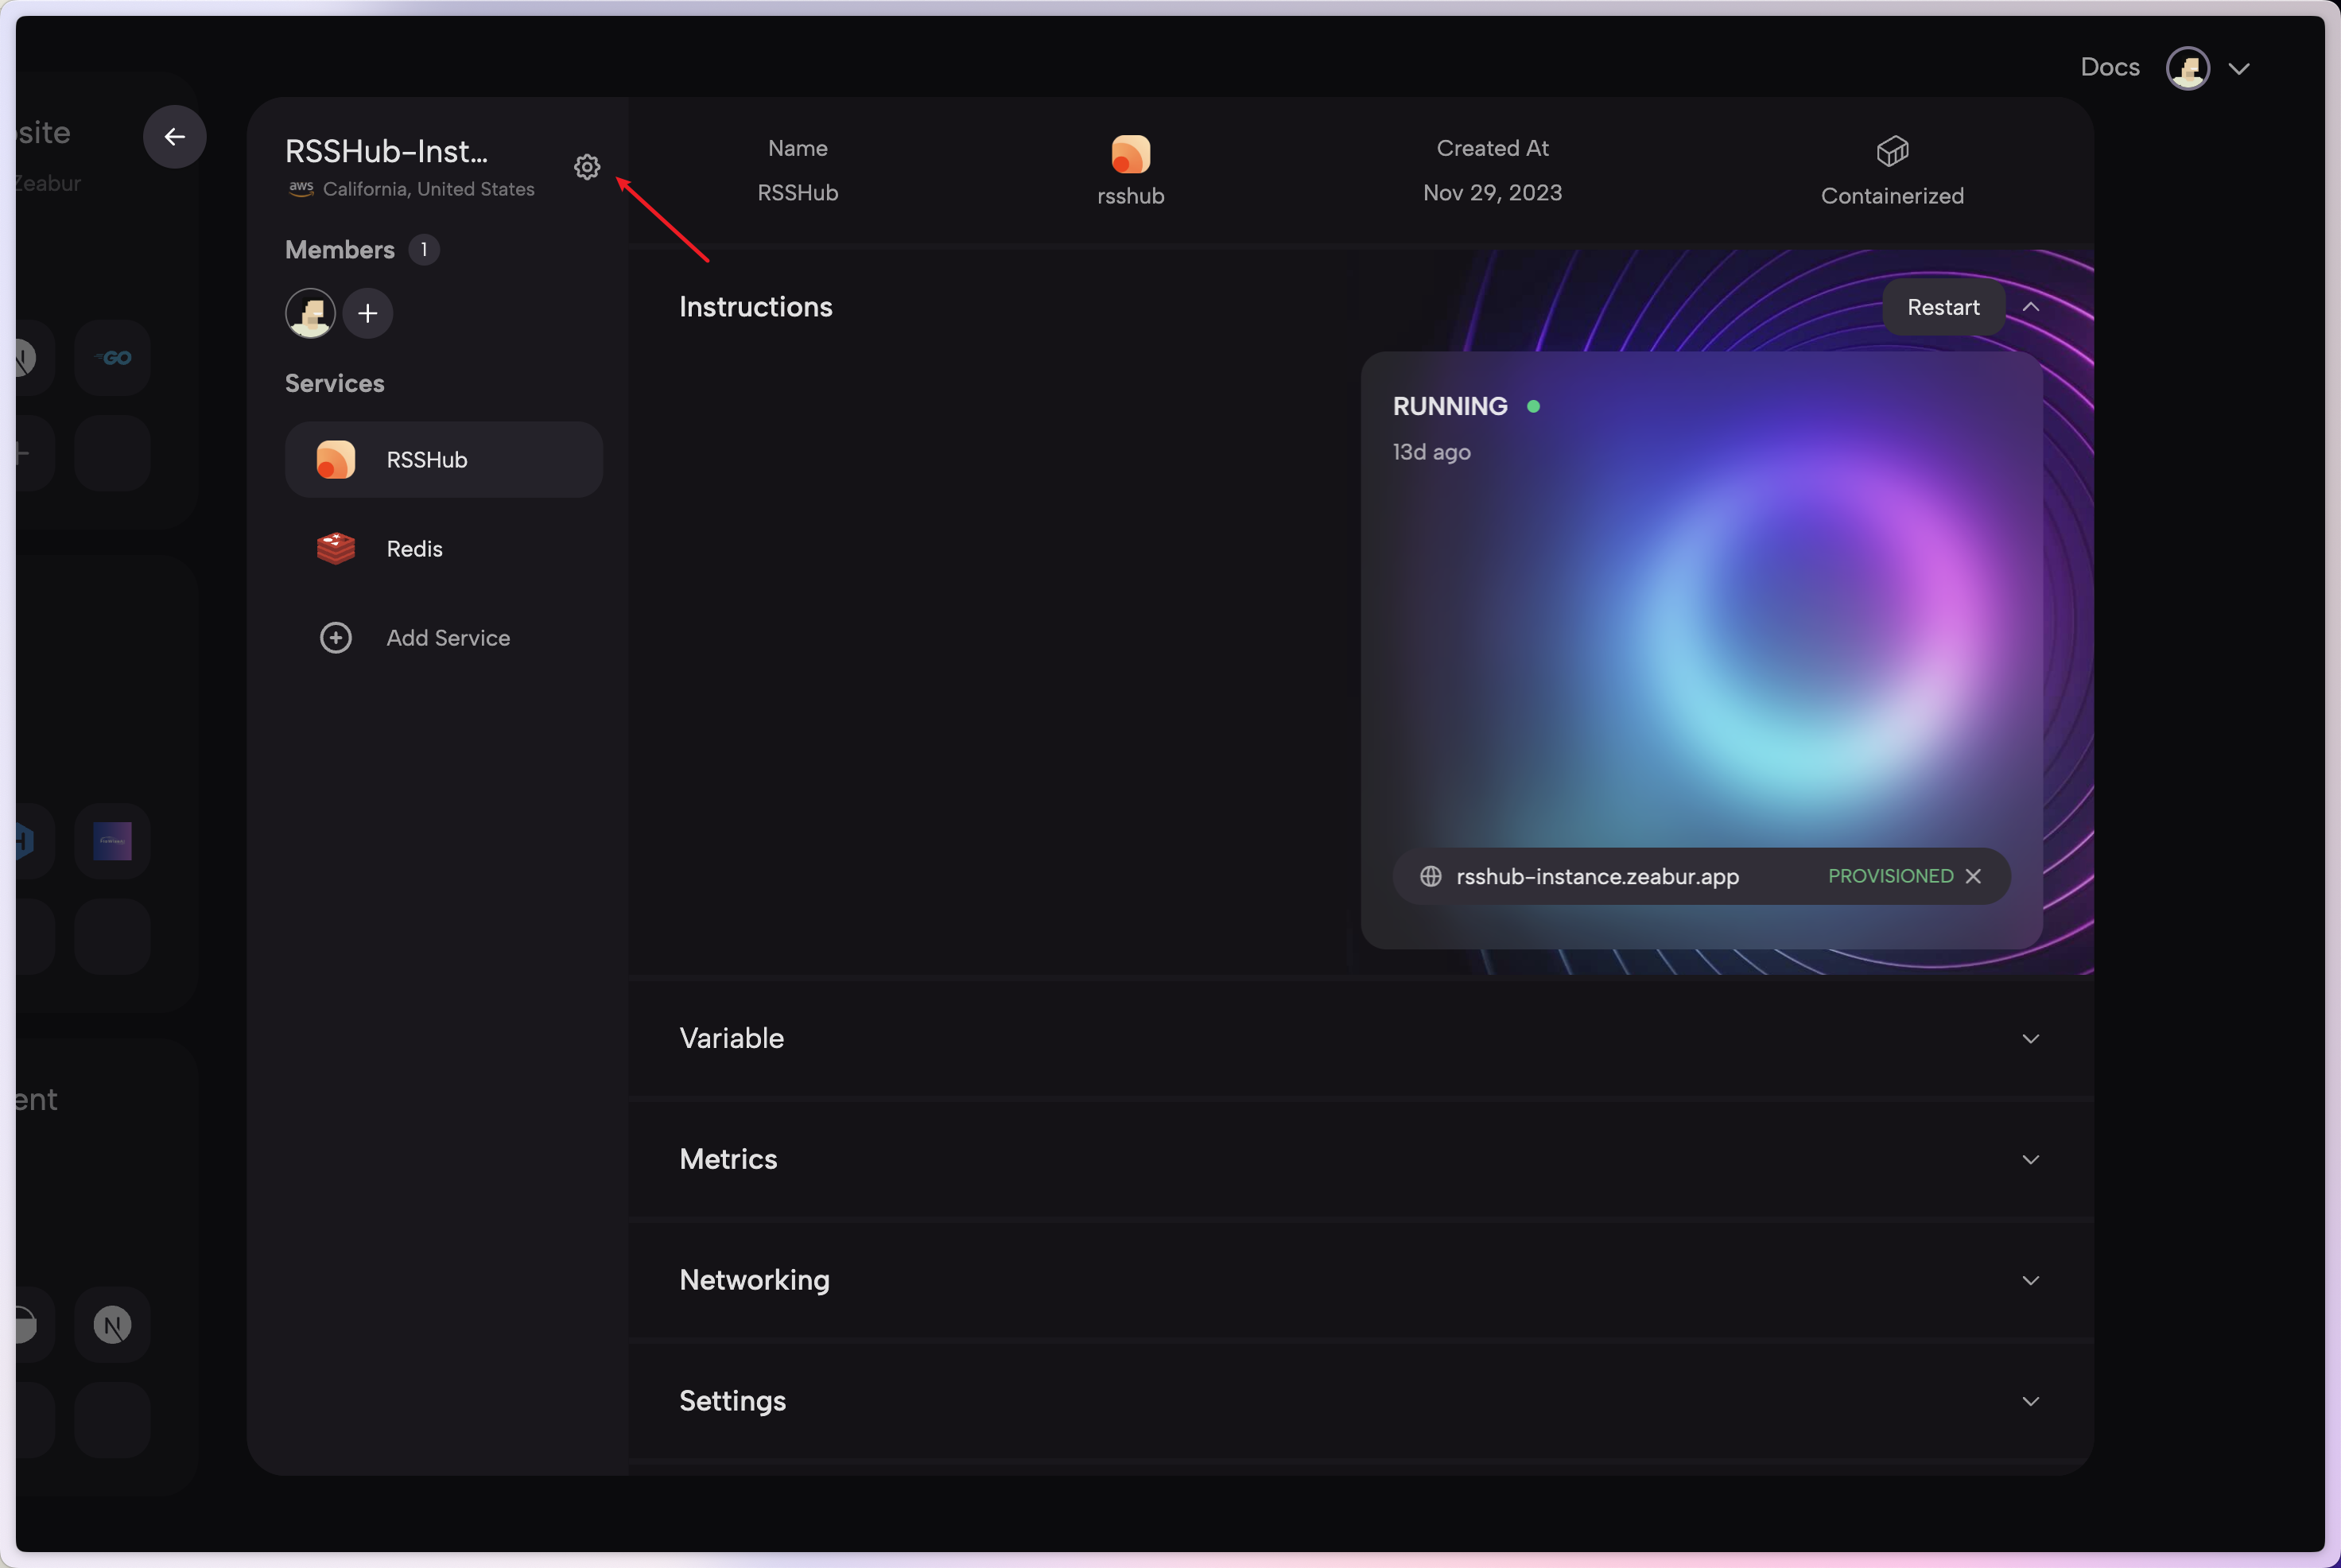 Docs
site
Zeabur
ent
RSSHub-Inst...
aws California, United States
Members 1
Services
RSSHub
Redis
Add Service
GO
N
Name
RSSHub
rsshub
Created At
Nov 29, 2023
Containerized
Instructions
Restart
RUNNING
13d ago
rsshub-instance.zeabur.app PROVISIONED
Variable
Metrics
Networking
Settings